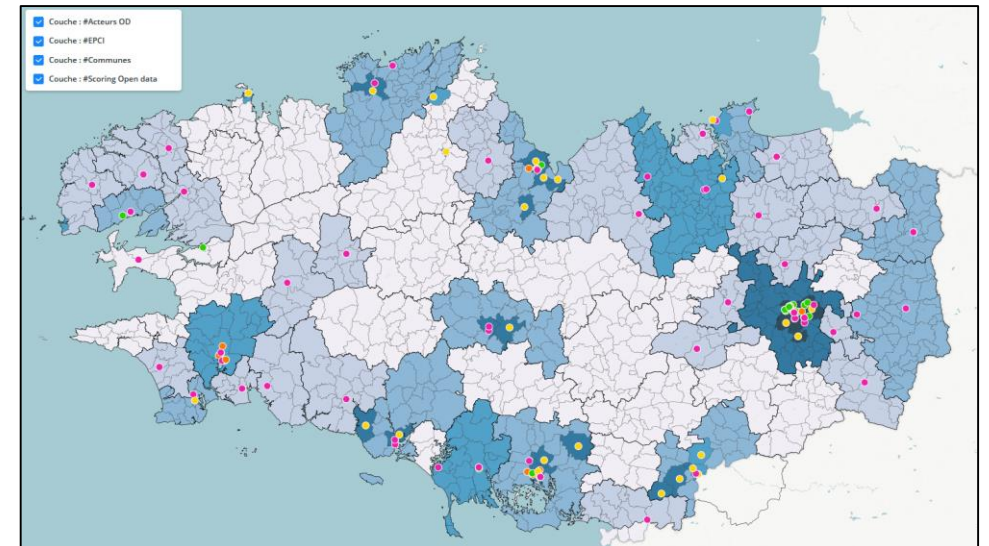 Couche : #Acteurs OD
Couche : #EPCI
Couche : #Communes
Couche : #Scoring Open data